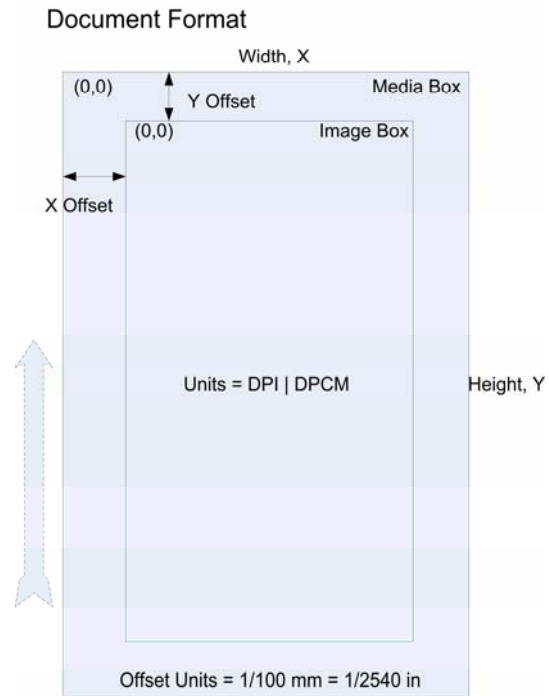 Document Format
Width, X
(0,0)
Media Box
Y Offset
(0,0)
Image Box
X Offset
Units = DPI | DPCM
Height, Y
Offset Units = 1/100 mm = 1/2540 in